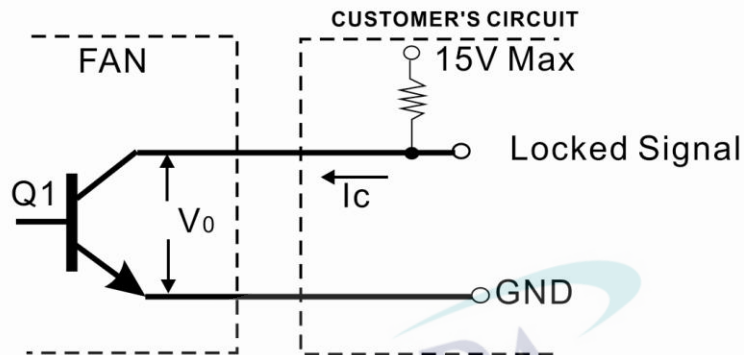 CUSTOMER'S CIRCUIT
FAN
15V Max
Locked Signal
Q1
Ic
V0
GND